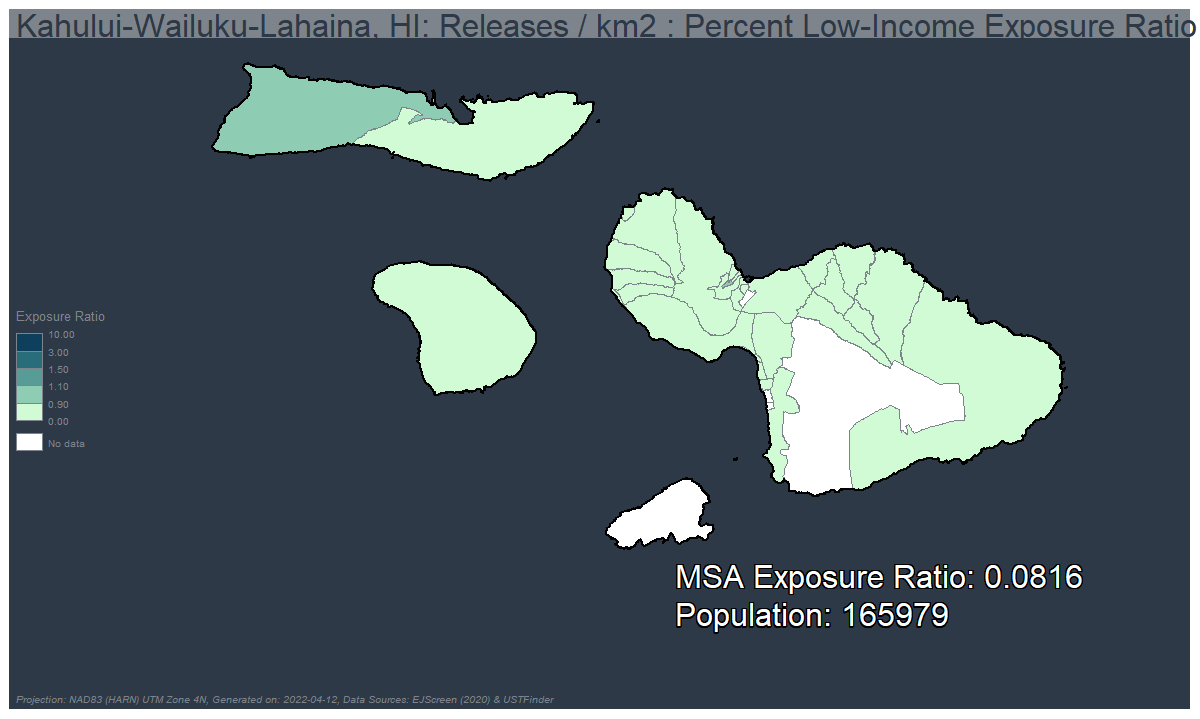 Kahului-Wailuku-Lahaina, HI: Releases / km2 : Percent Low-Income Exposure Ratio
Exposure Ratio
10.00
3.00
1.50
1.10
0.90
0.00
No data
MSA Exposure Ratio: 0.0816
Population: 165979
Projection: NAD83 (HARN) UTM Zone 4N, Generated on: 2022-04-12, Data Sources: EJScreen (2020) & USTFinder